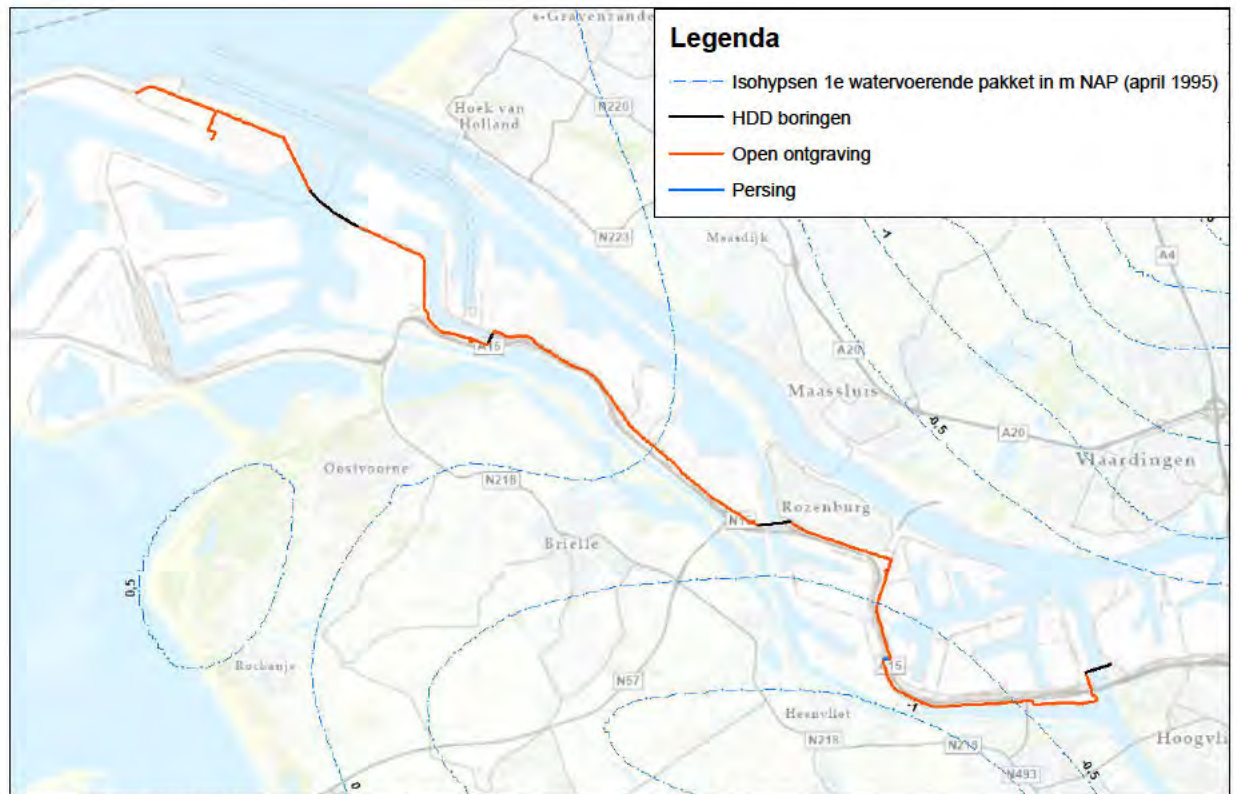 s-Gravenzande
Legenda
Isohypsen 1e watervoerende pakket in m NAP (april 1995)
HDD boringen
Open ontgraving
Persing
N220
Hoek van
Holland
N223
Maasdijk
-1
A4
A15
A20
Maassluis
-0,5
A20
Vlaardingen
Oostvoorne
N218
Rozenburg
Brielle
0,5
Rockanje
A15
N57
-1
Heenvliet
N218
N218
Hoogvli
N493
-0,5
0